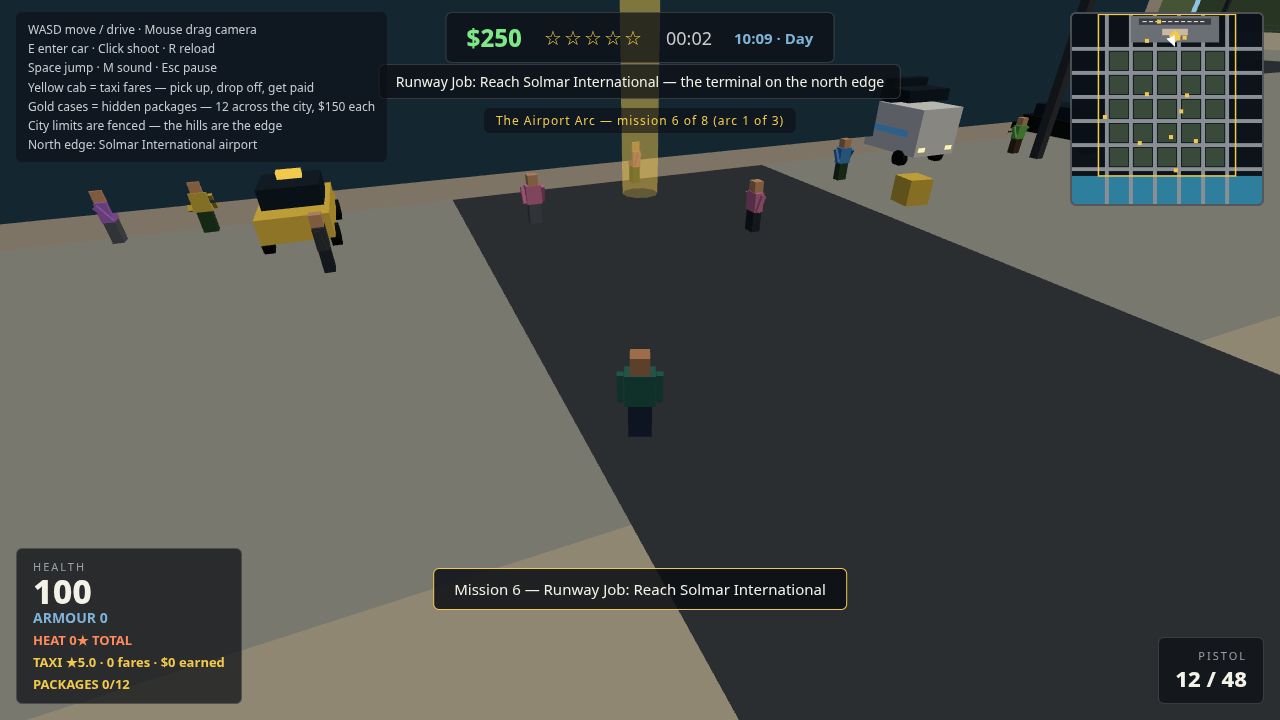 WASD move / drive · Mouse drag camera
E enter car · Click shoot · R reload
Space jump · M sound · Esc pause
Yellow cab = taxi fares — pick up, drop off, get paid
Gold cases = hidden packages — 12 across the city, $150 each
City limits are fenced — the hills are the edge
North edge: Solmar International airport
$250 ☆☆☆☆☆ 00:02 10:09 · Day
Runway Job: Reach Solmar International — the terminal on the north edge
The Airport Arc — mission 6 of 8 (arc 1 of 3)
Mission 6 — Runway Job: Reach Solmar International
HEALTH
100
ARMOUR 0
HEAT 0★ TOTAL
TAXI ★5.0 · 0 fares · $0 earned
PACKAGES 0/12
PISTOL
12 / 48